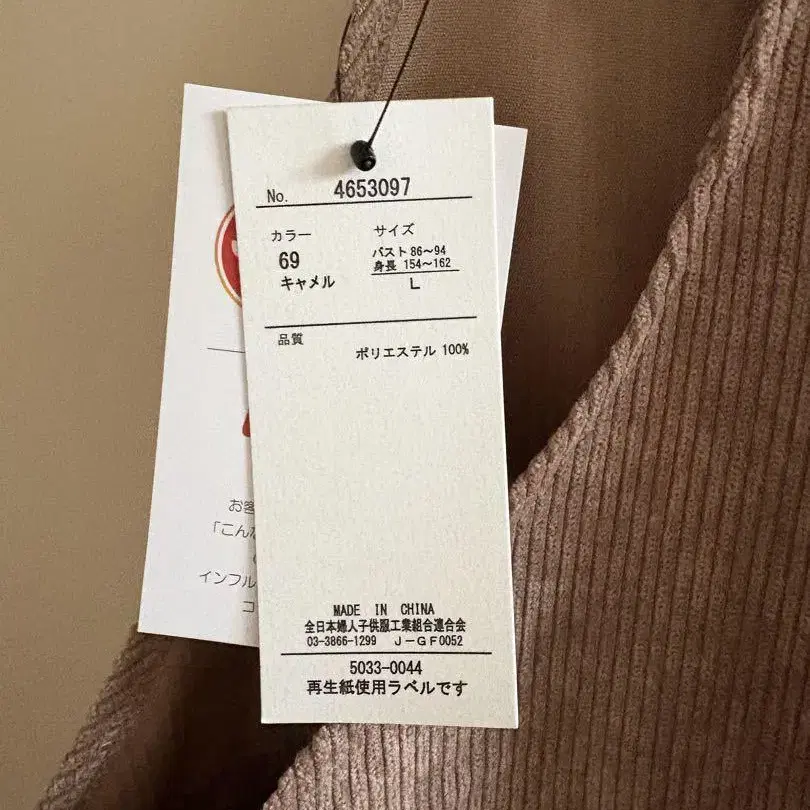 No. 4653097
カラー
69
キャメル
サイズ
バスト 86～94
身長 154～162
L
品質
ポリエステル 100%
MADE IN CHINA
全日本婦人子供服工業組合連合会
03-3866-1299 J-GF0052
5033-0044
再生紙使用ラベルです
お客
「こんな
インフル
コ